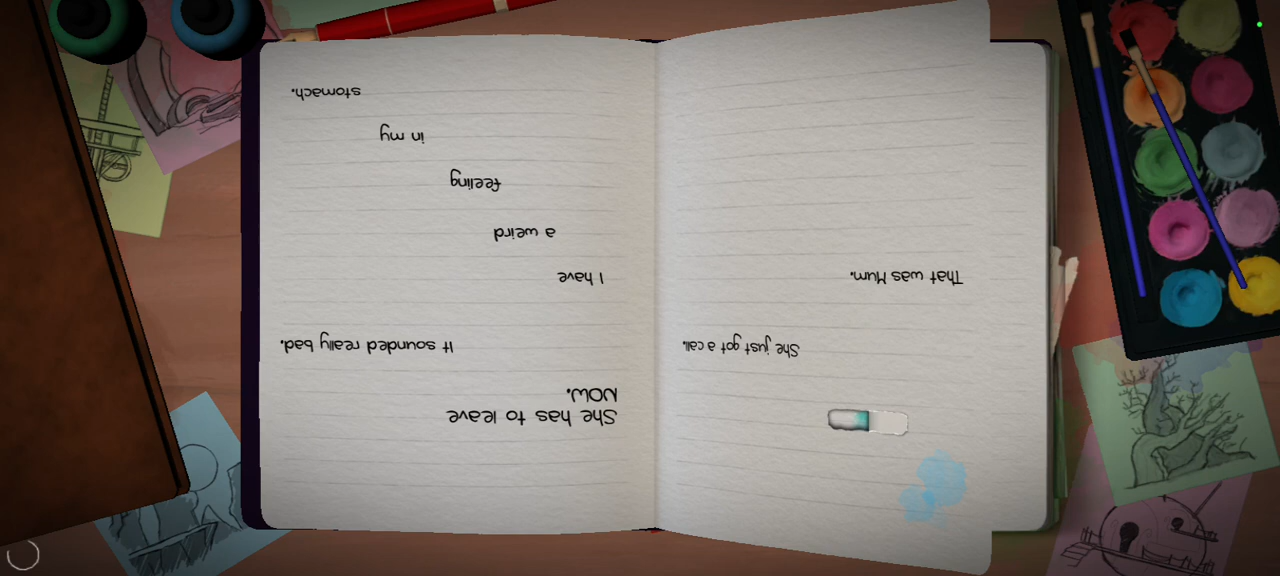 She just got a call.
That was Mum.
She has to leave
NOW.
It sounded really bad.
I have
a weird
feeling
in my
stomach.